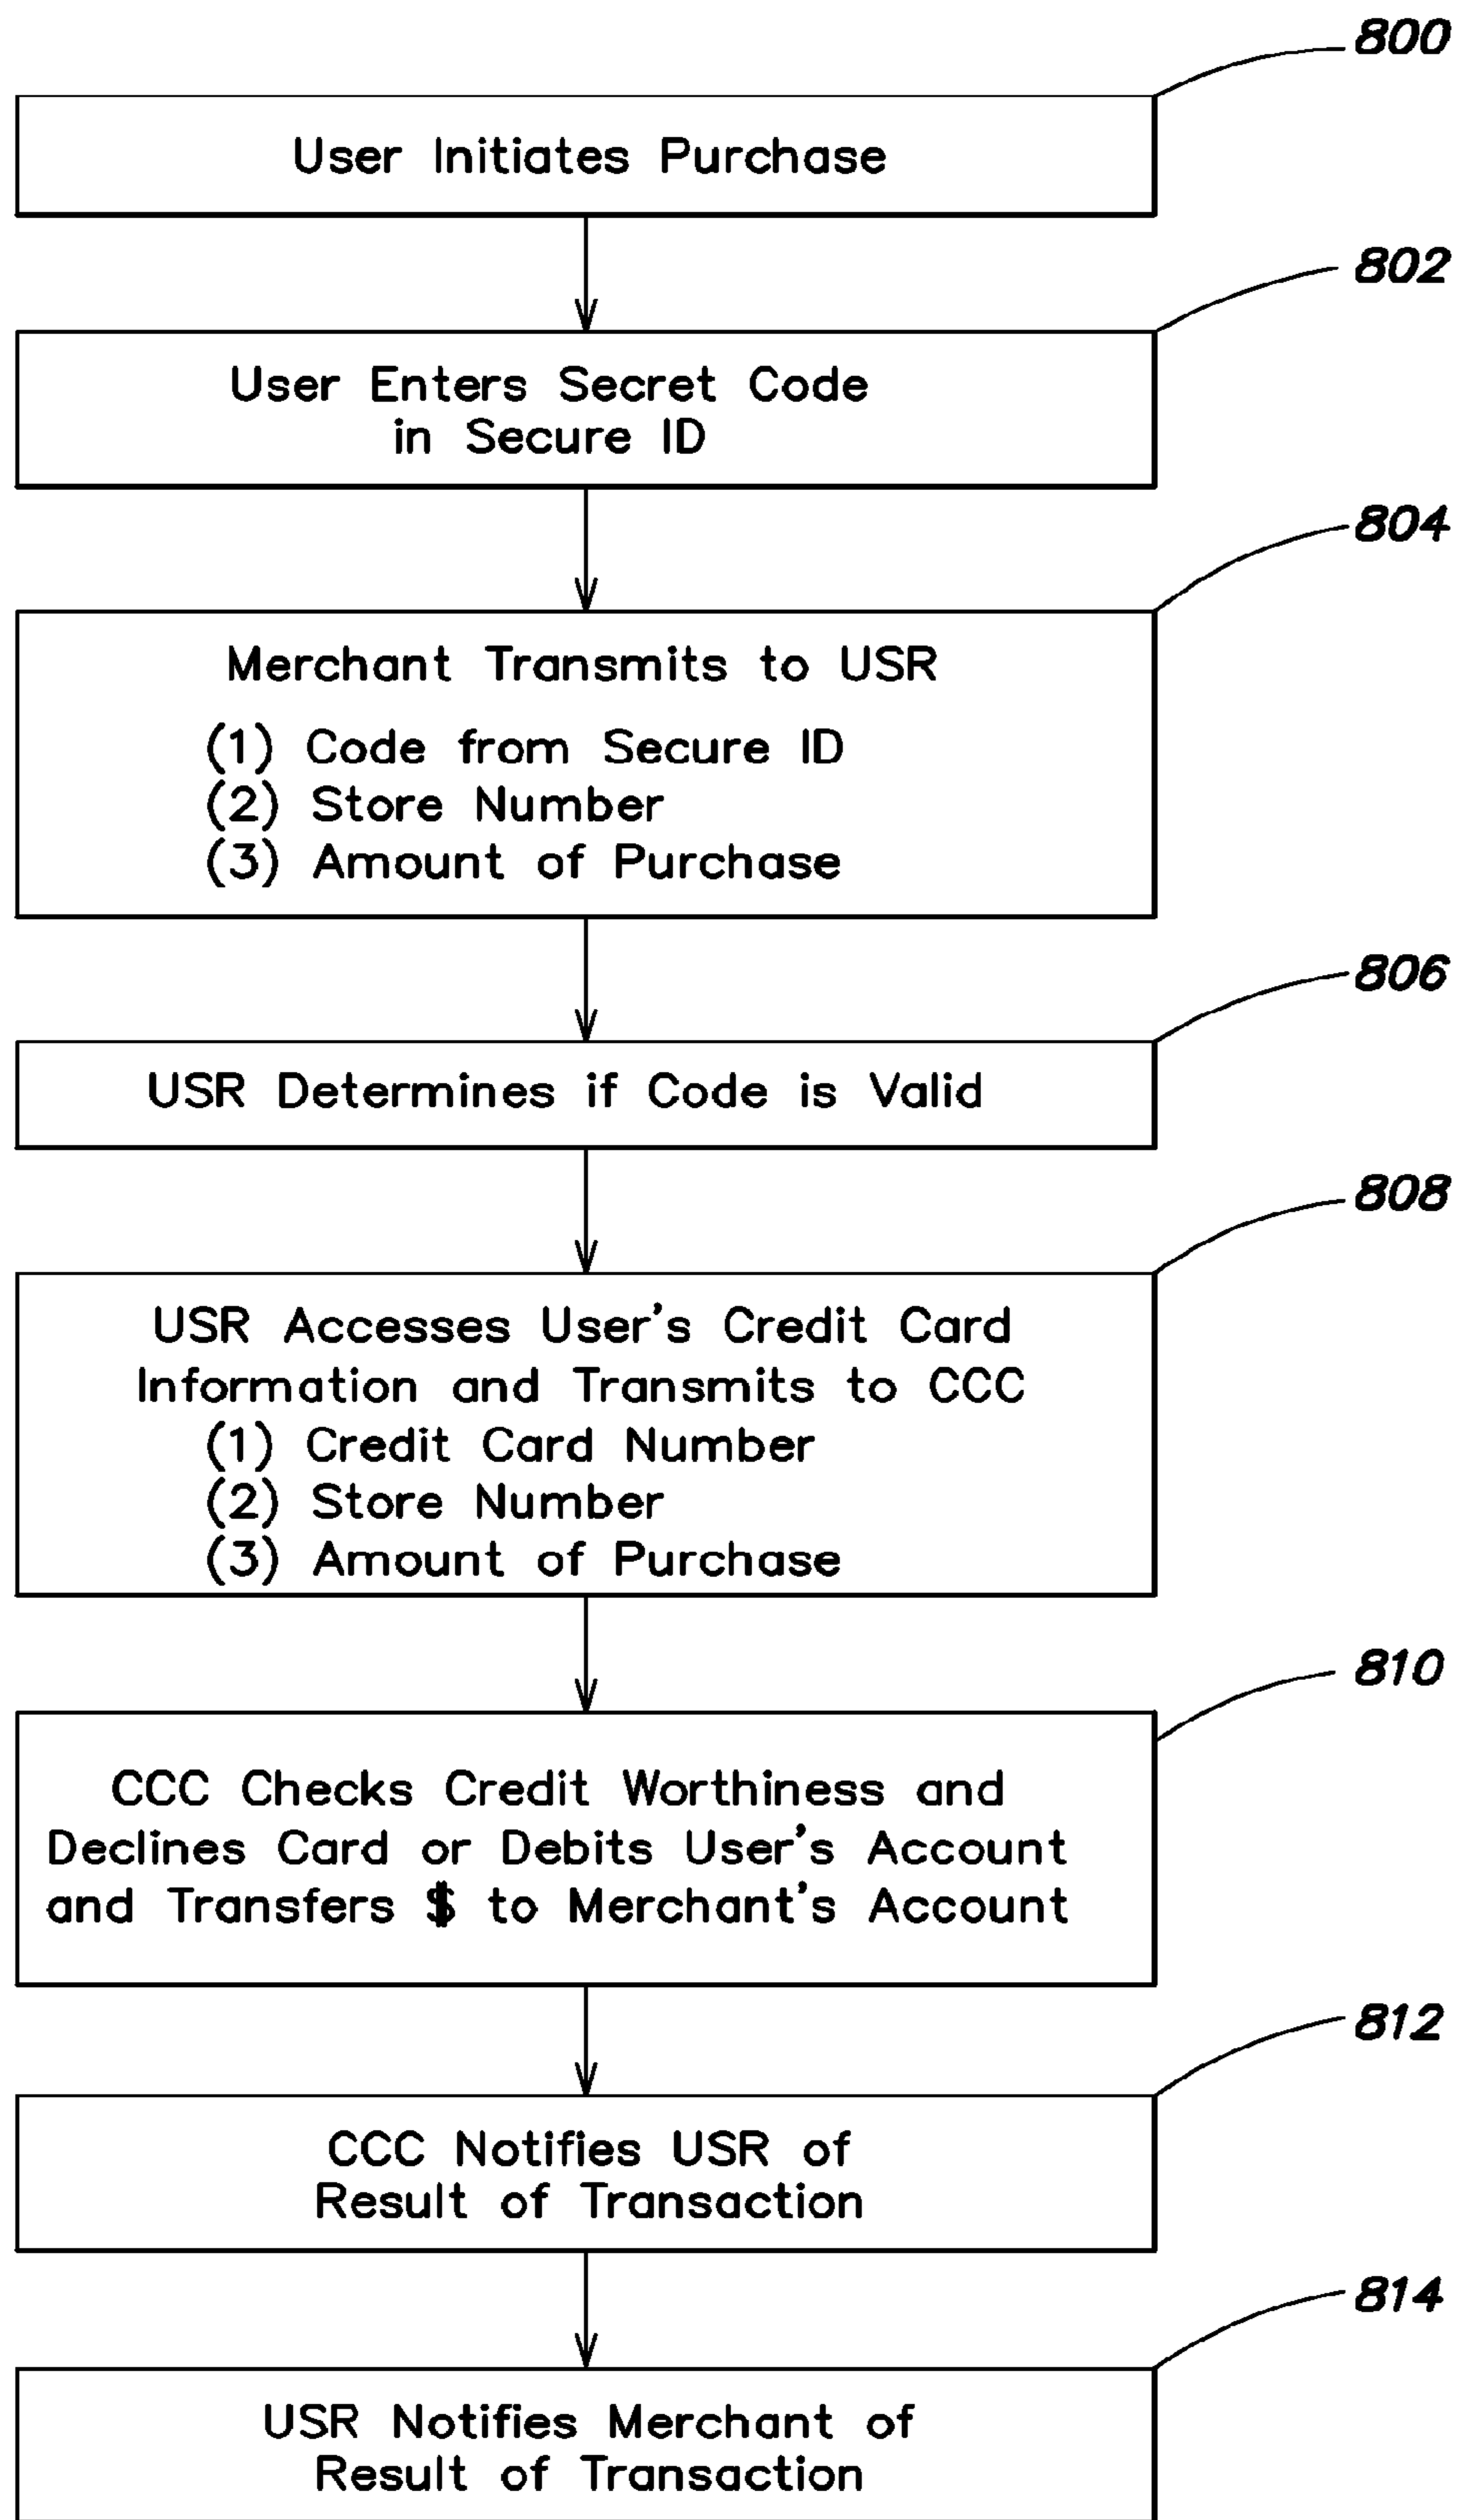 800
User Initiates Purchase
802
User Enters Secret Code
in Secure ID
804
Merchant Transmits to USR
(1) Code from Secure ID
(2) Store Number
(3) Amount of Purchase
806
USR Determines if Code is Valid
808
USR Accesses User's Credit Card
Information and Transmits to CCC
(1) Credit Card Number
(2) Store Number
(3) Amount of Purchase
810
CCC Checks Credit Worthiness and
Declines Card or Debits User's Account
and Transfers $ to Merchant's Account
812
CCC Notifies USR of
Result of Transaction
814
USR Notifies Merchant of
Result of Transaction